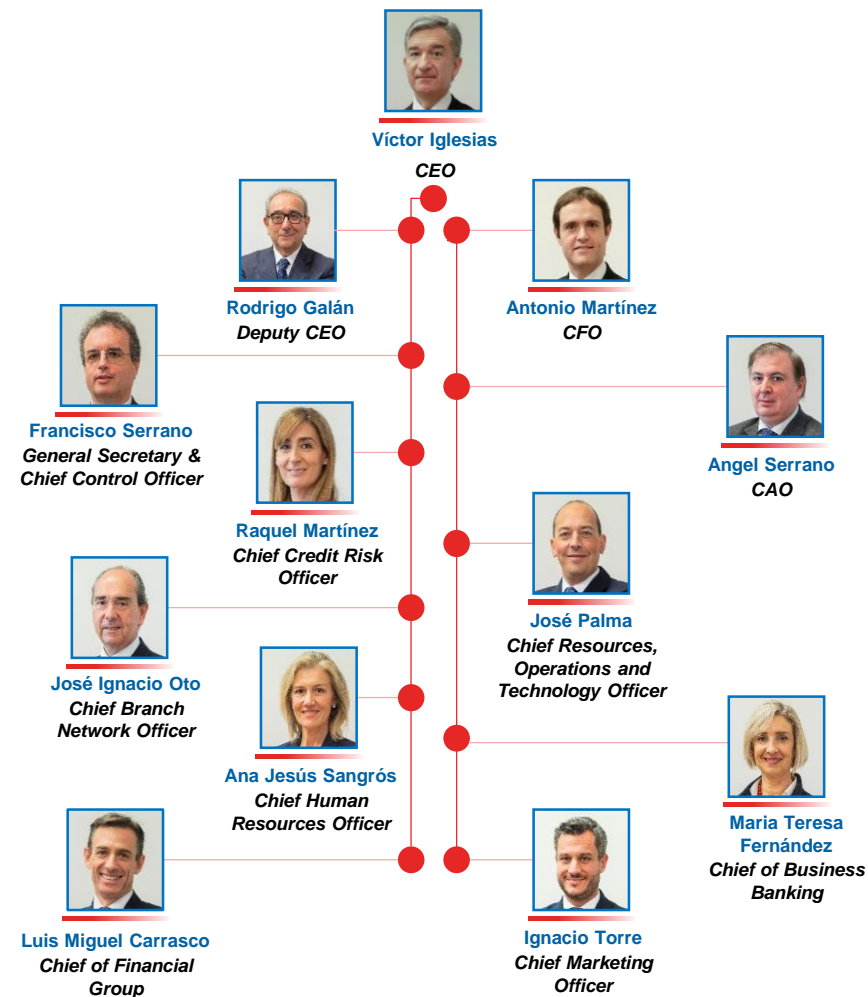 Víctor Iglesias
CEO
Rodrigo Galán
Deputy CEO
Antonio Martínez
CFO
Francisco Serrano
General Secretary &
Chief Control Officer
Angel Serrano
CAO
Raquel Martínez
Chief Credit Risk
Officer
José Palma
Chief Resources,
Operations and
Technology Officer
José Ignacio Oto
Chief Branch
Network Officer
Ana Jesús Sangrós
Chief Human
Resources Officer
Maria Teresa
Fernández
Chief of Business
Banking
Luis Miguel Carrasco
Chief of Financial
Group
Ignacio Torre
Chief Marketing
Officer